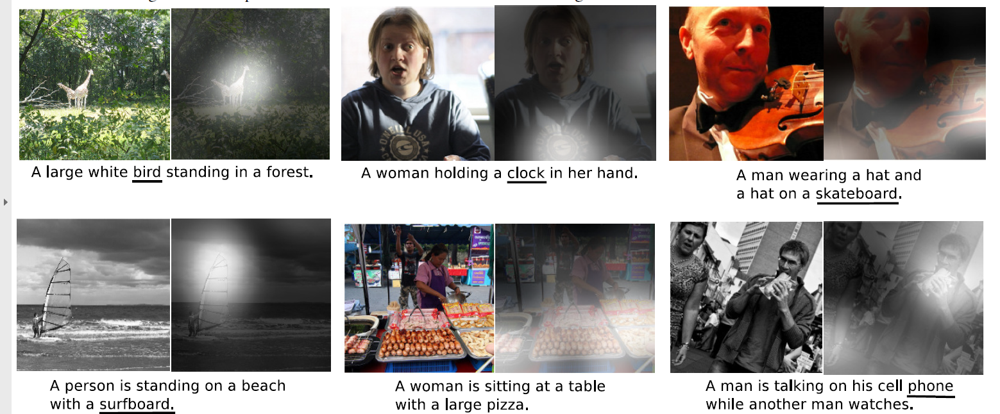 A large white bird standing in a forest.
A woman holding a clock in her hand.
A man wearing a hat and
a hat on a skateboard.
O'NEILL USA
A person is standing on a beach
with a surfboard.
A woman is sitting at a table
with a large pizza.
A man is talking on his cell phone
while another man watches.